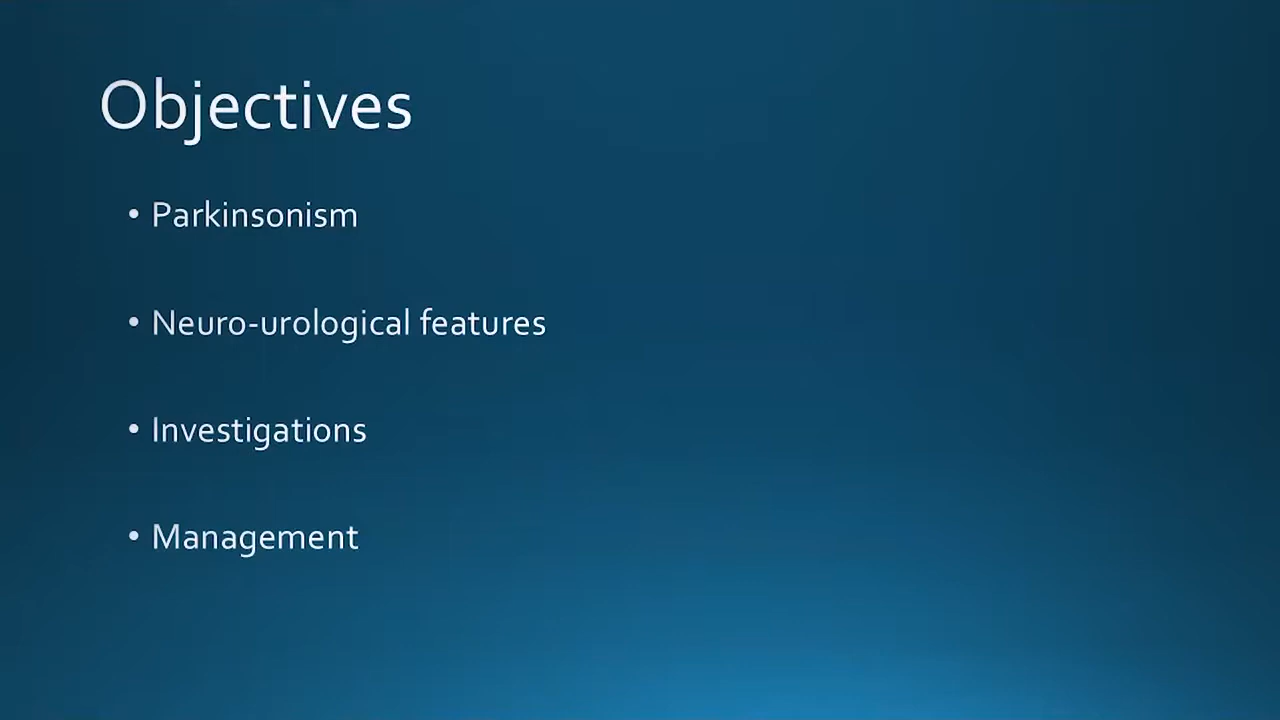 Objectives
• Parkinsonism
• Neuro-urological features
• Investigations
• Management